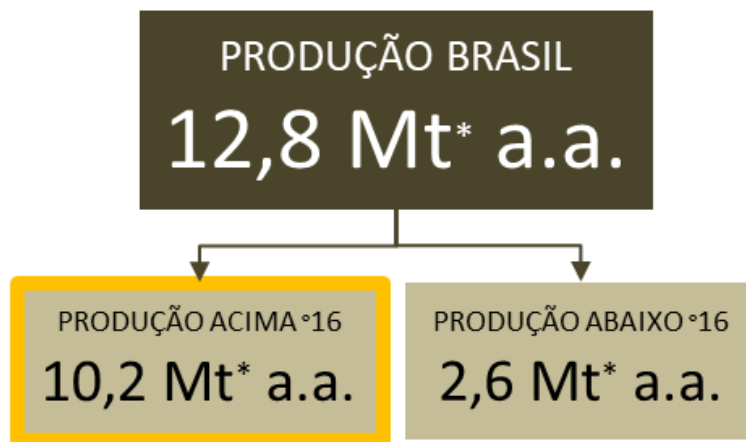 PRODUÇÃO BRASIL
12,8 Mt* a.a.
PRODUÇÃO ACIMA °16
10,2 Mt* a.a.
PRODUÇÃO ABAIXO °16
2,6 Mt* a.a.